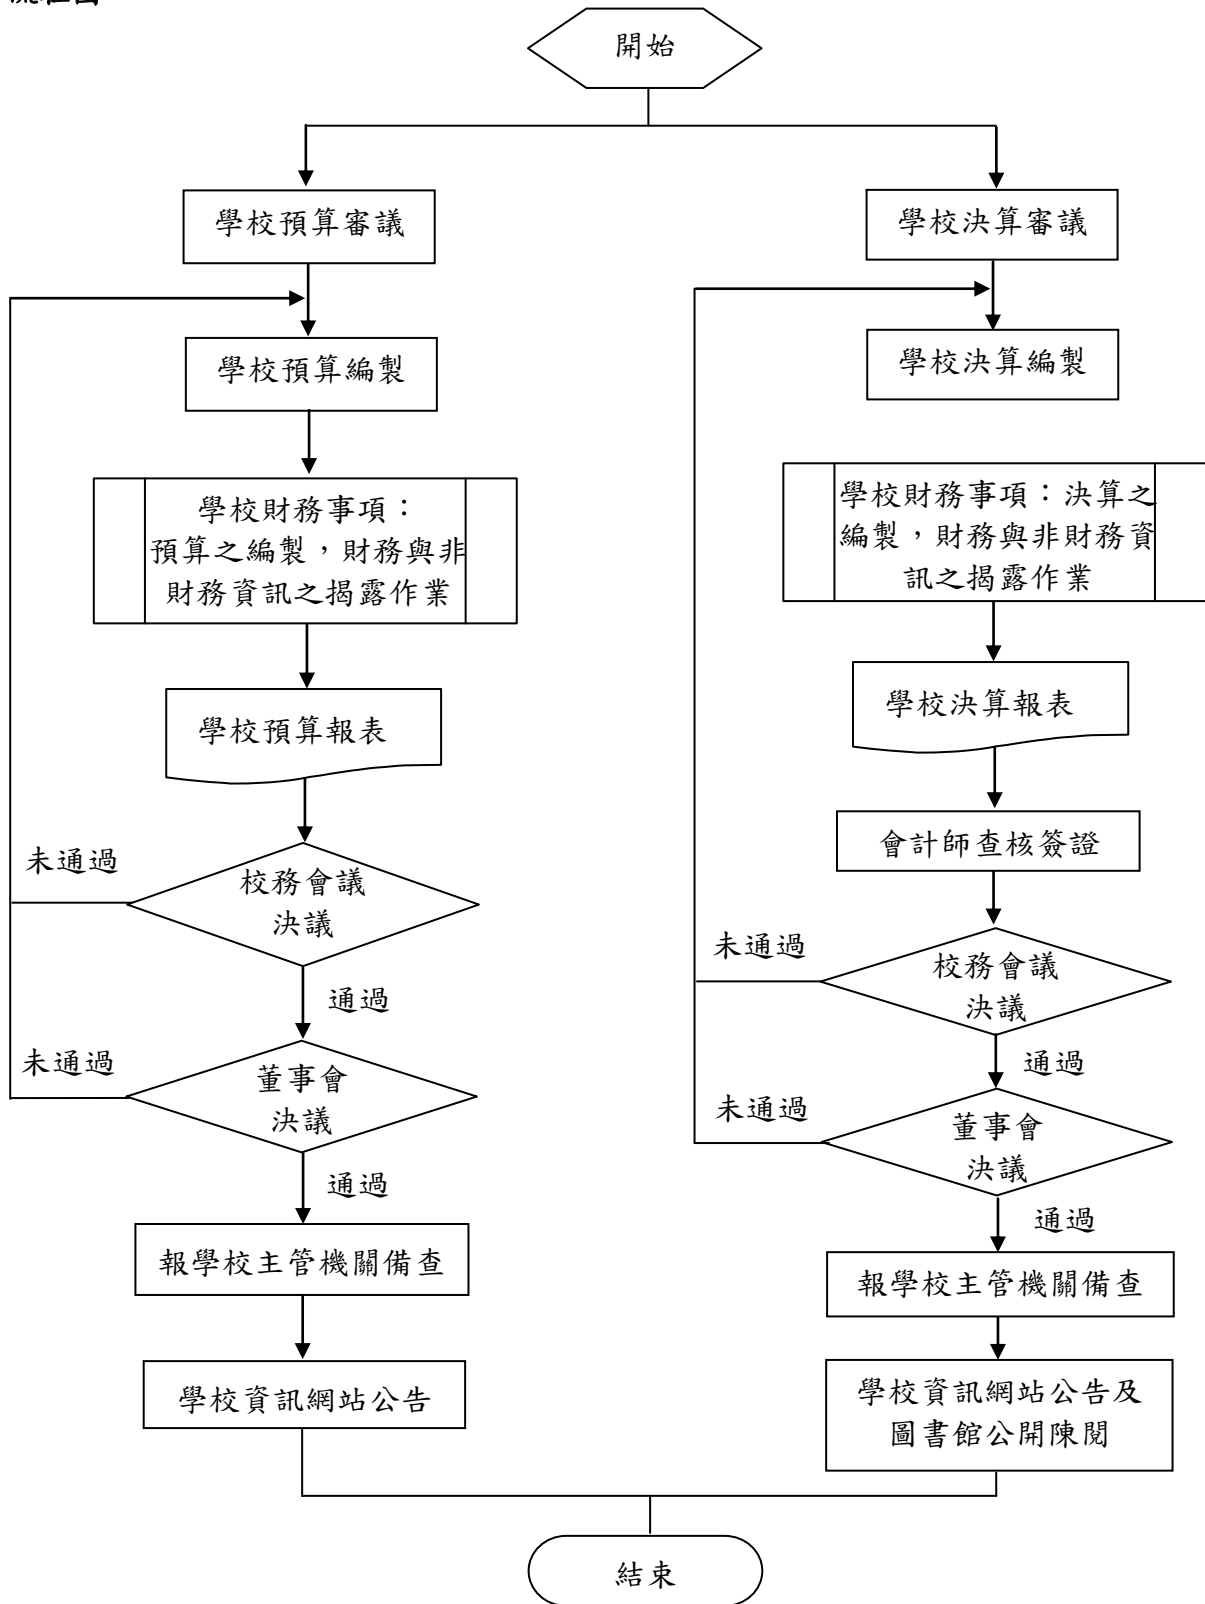 開始
學校預算審議
學校預算編製
學校財務事項：
預算之編製，財務與非
財務資訊之揭露作業
學校預算報表
校務會議
決議
未通過
通過
董事會
決議
未通過
通過
報學校主管機關備查
學校資訊網站公告
學校決算審議
學校決算編製
學校財務事項：決算之
編製，財務與非財務資
訊之揭露作業
學校決算報表
會計師查核簽證
校務會議
決議
未通過
通過
董事會
決議
未通過
通過
報學校主管機關備查
學校資訊網站公告及
圖書館公開陳閱
結束